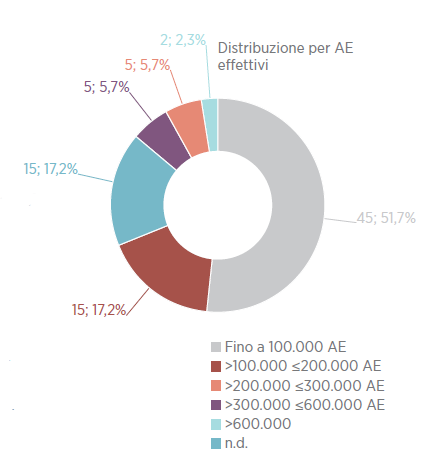 2; 2,3%
Distribuzione per AE
effettivi
5; 5,7%
5; 5,7%
15; 17,2%
45; 51,7%
15; 17,2%
Fino a 100.000 AE
>100.000 ≤200.000 AE
>200.000 ≤300.000 AE
>300.000 ≤600.000 AE
>600.000
n.d.